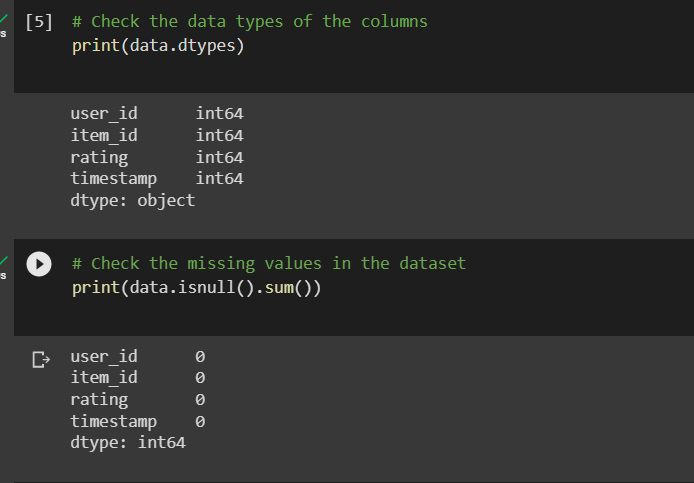 [5] # Check the data types of the columns
print(data.dtypes)
user_id      int64
item_id      int64
rating       int64
timestamp    int64
dtype: object
s
# Check the missing values in the dataset
print(data.isnull().sum())
s
user_id      0
item_id      0
rating       0
timestamp    0
dtype: int64